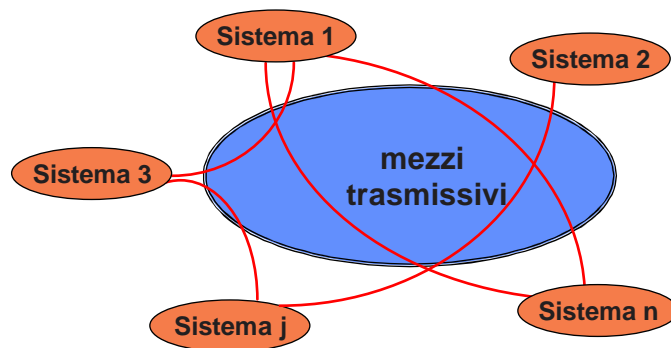 Sistema 1
Sistema 2
mezzi
trasmissivi
Sistema 3
Sistema n
Sistema j